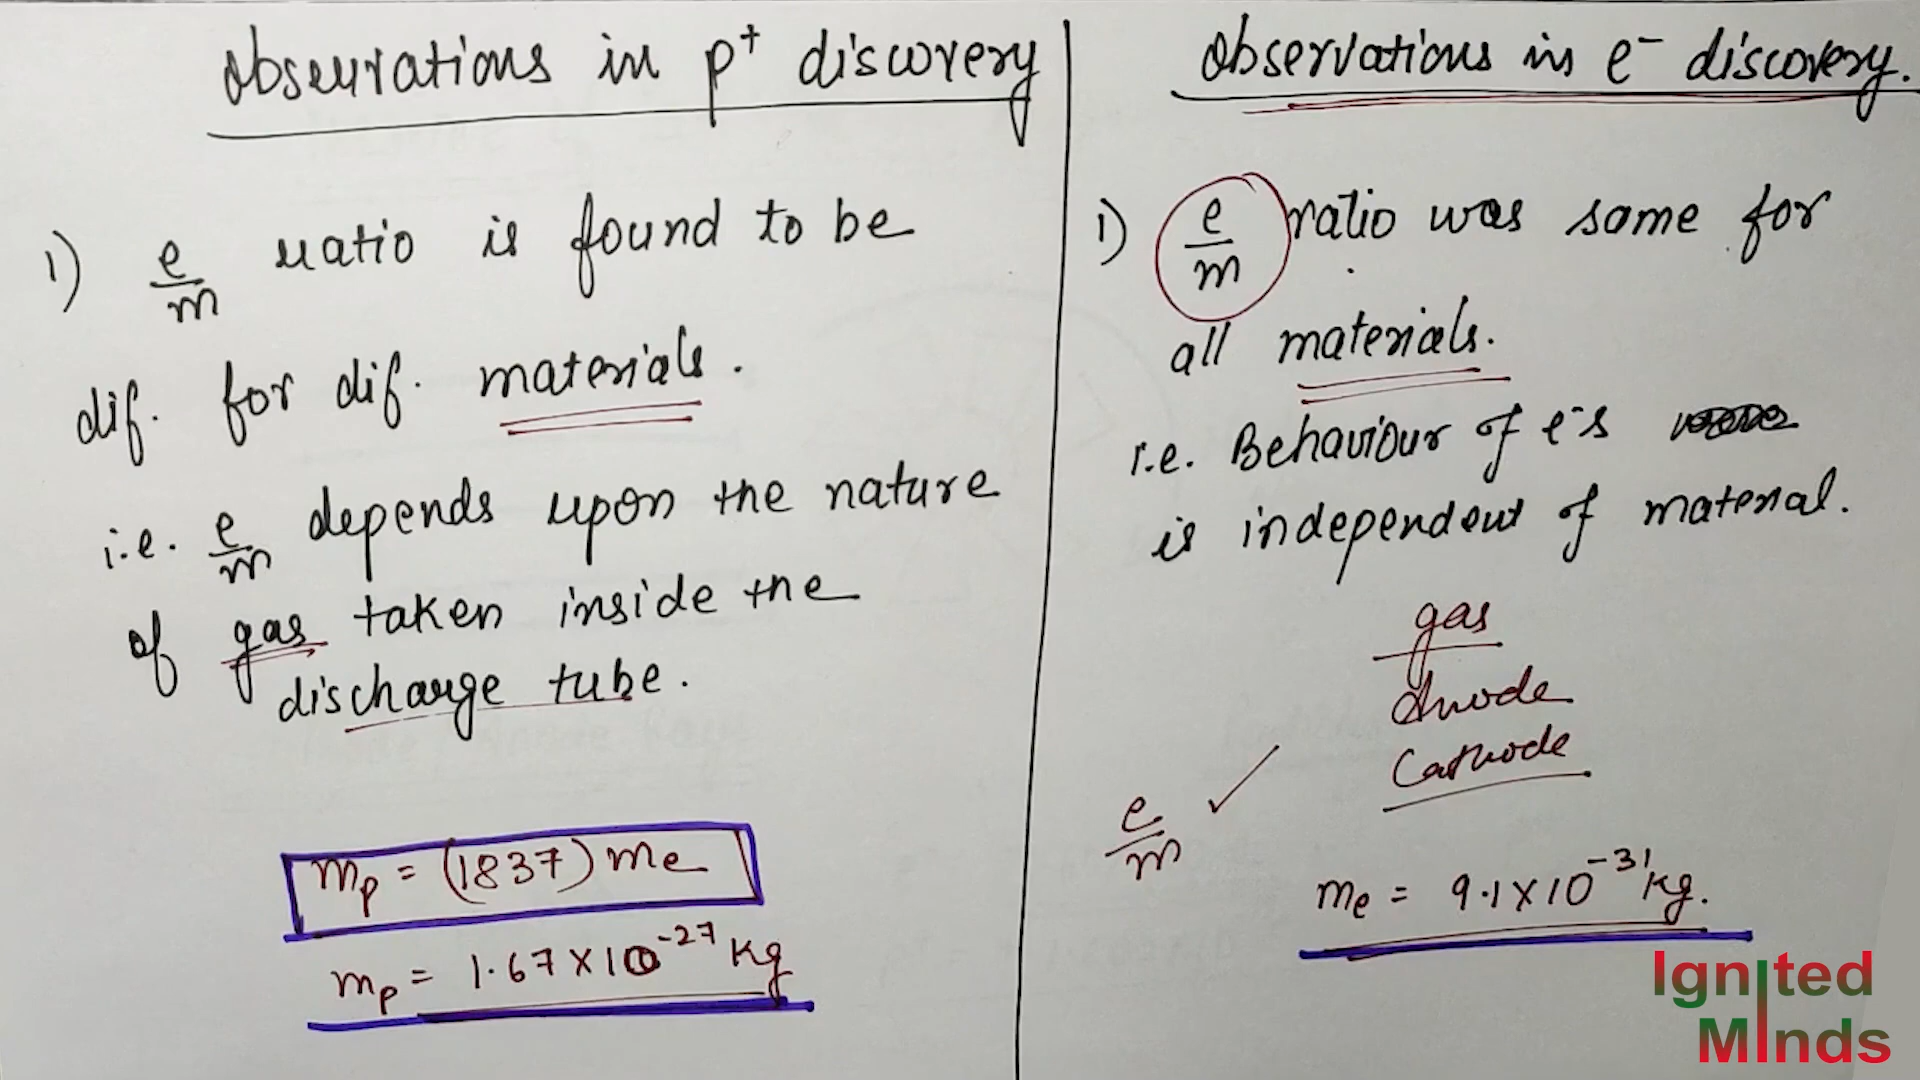 Observations in p⁺ discovery
1) e/m ratio is found to be
dif. for dif. materials.
i.e. e/m depends upon the nature
of gas taken inside the
discharge tube.
mp = (1837) me
mp = 1.67 × 10⁻²⁷ kg
Observations in e⁻ discovery.
1) e/m ratio was same for
all materials.
i.e. Behaviour of e⁻s
is independent of material.
gas
Anode
Cathode
e/m ✓
me = 9.1 × 10⁻³¹ kg.
Ignited
Minds